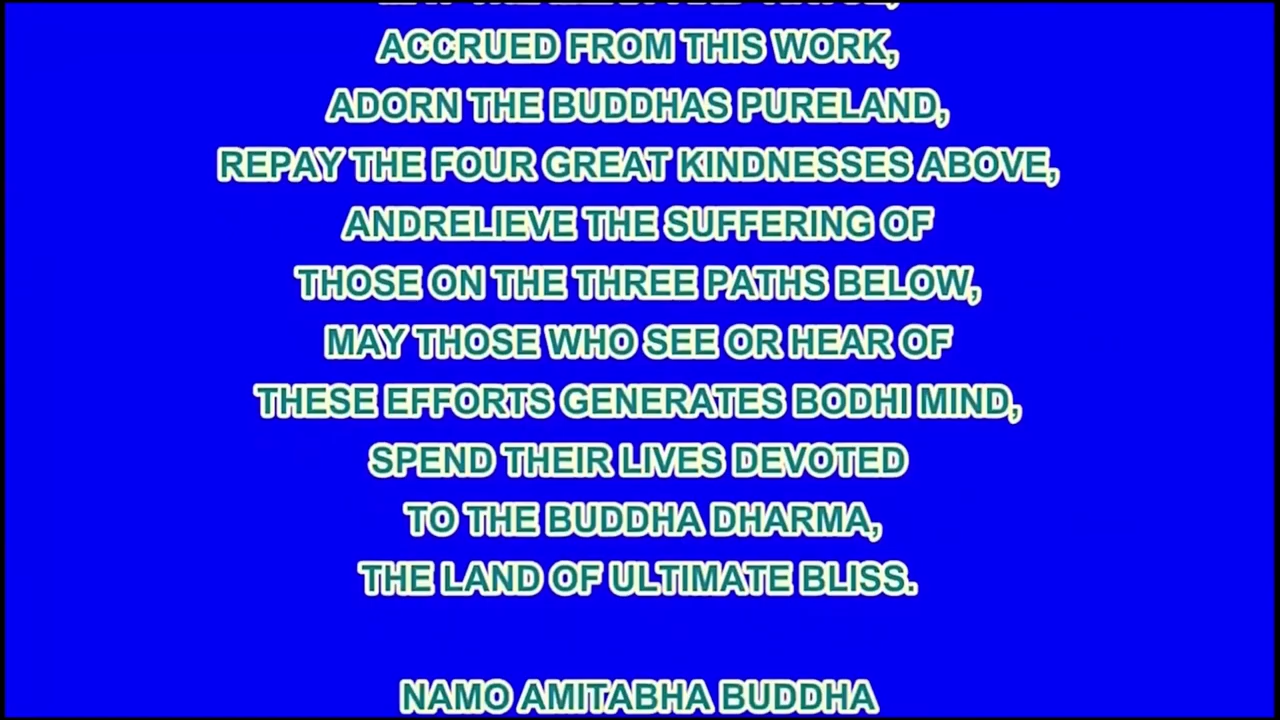 ACCRUED FROM THIS WORK,
ADORN THE BUDDHAS PURELAND,
REPAY THE FOUR GREAT KINDNESSES ABOVE,
ANDRELIEVE THE SUFFERING OF
THOSE ON THE THREE PATHS BELOW,
MAY THOSE WHO SEE OR HEAR OF
THESE EFFORTS GENERATES BODHI MIND,
SPEND THEIR LIVES DEVOTED
TO THE BUDDHA DHARMA,
THE LAND OF ULTIMATE BLISS.
NAMO AMITABHA BUDDHA